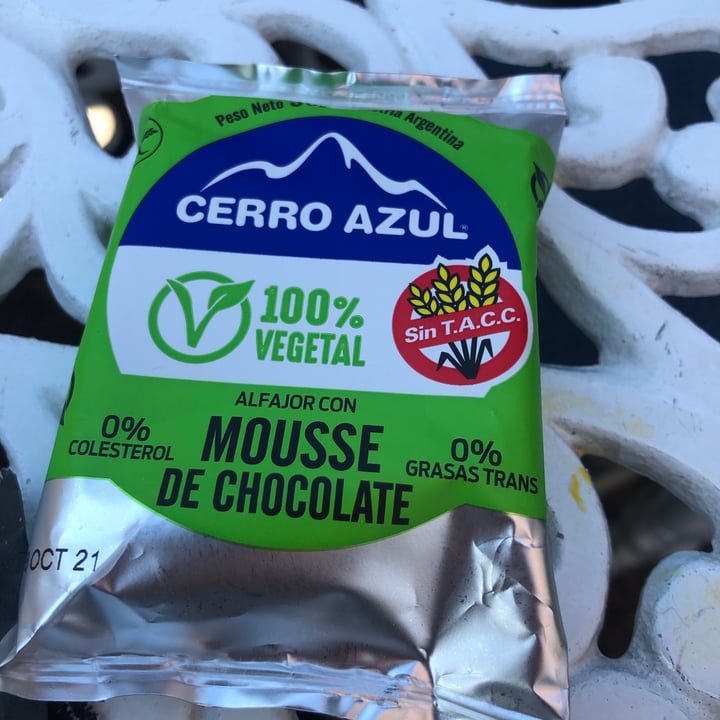 Peso Neto
Industria Argentina
CERRO AZUL®
100%
VEGETAL
Sin T.A.C.C.
ALFAJOR CON
MOUSSE
DE CHOCOLATE
0%
COLESTEROL
0%
GRASAS TRANS
OCT 21